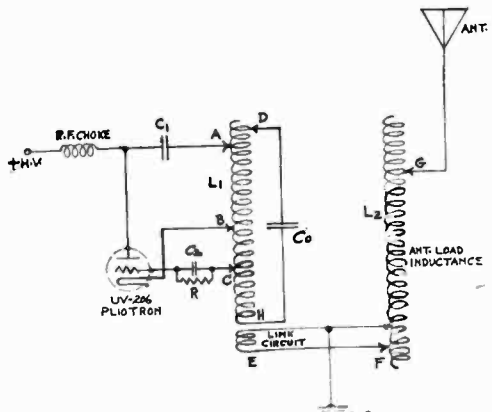 ANT.
R.F. CHOKE
C1
A
D
+H.V.
L1
G
B
L2
C0
C2
C
ANT. LOAD
INDUCTANCE
R
UV-206
PLIOTRON
H
LINK
CIRCUIT
E
F